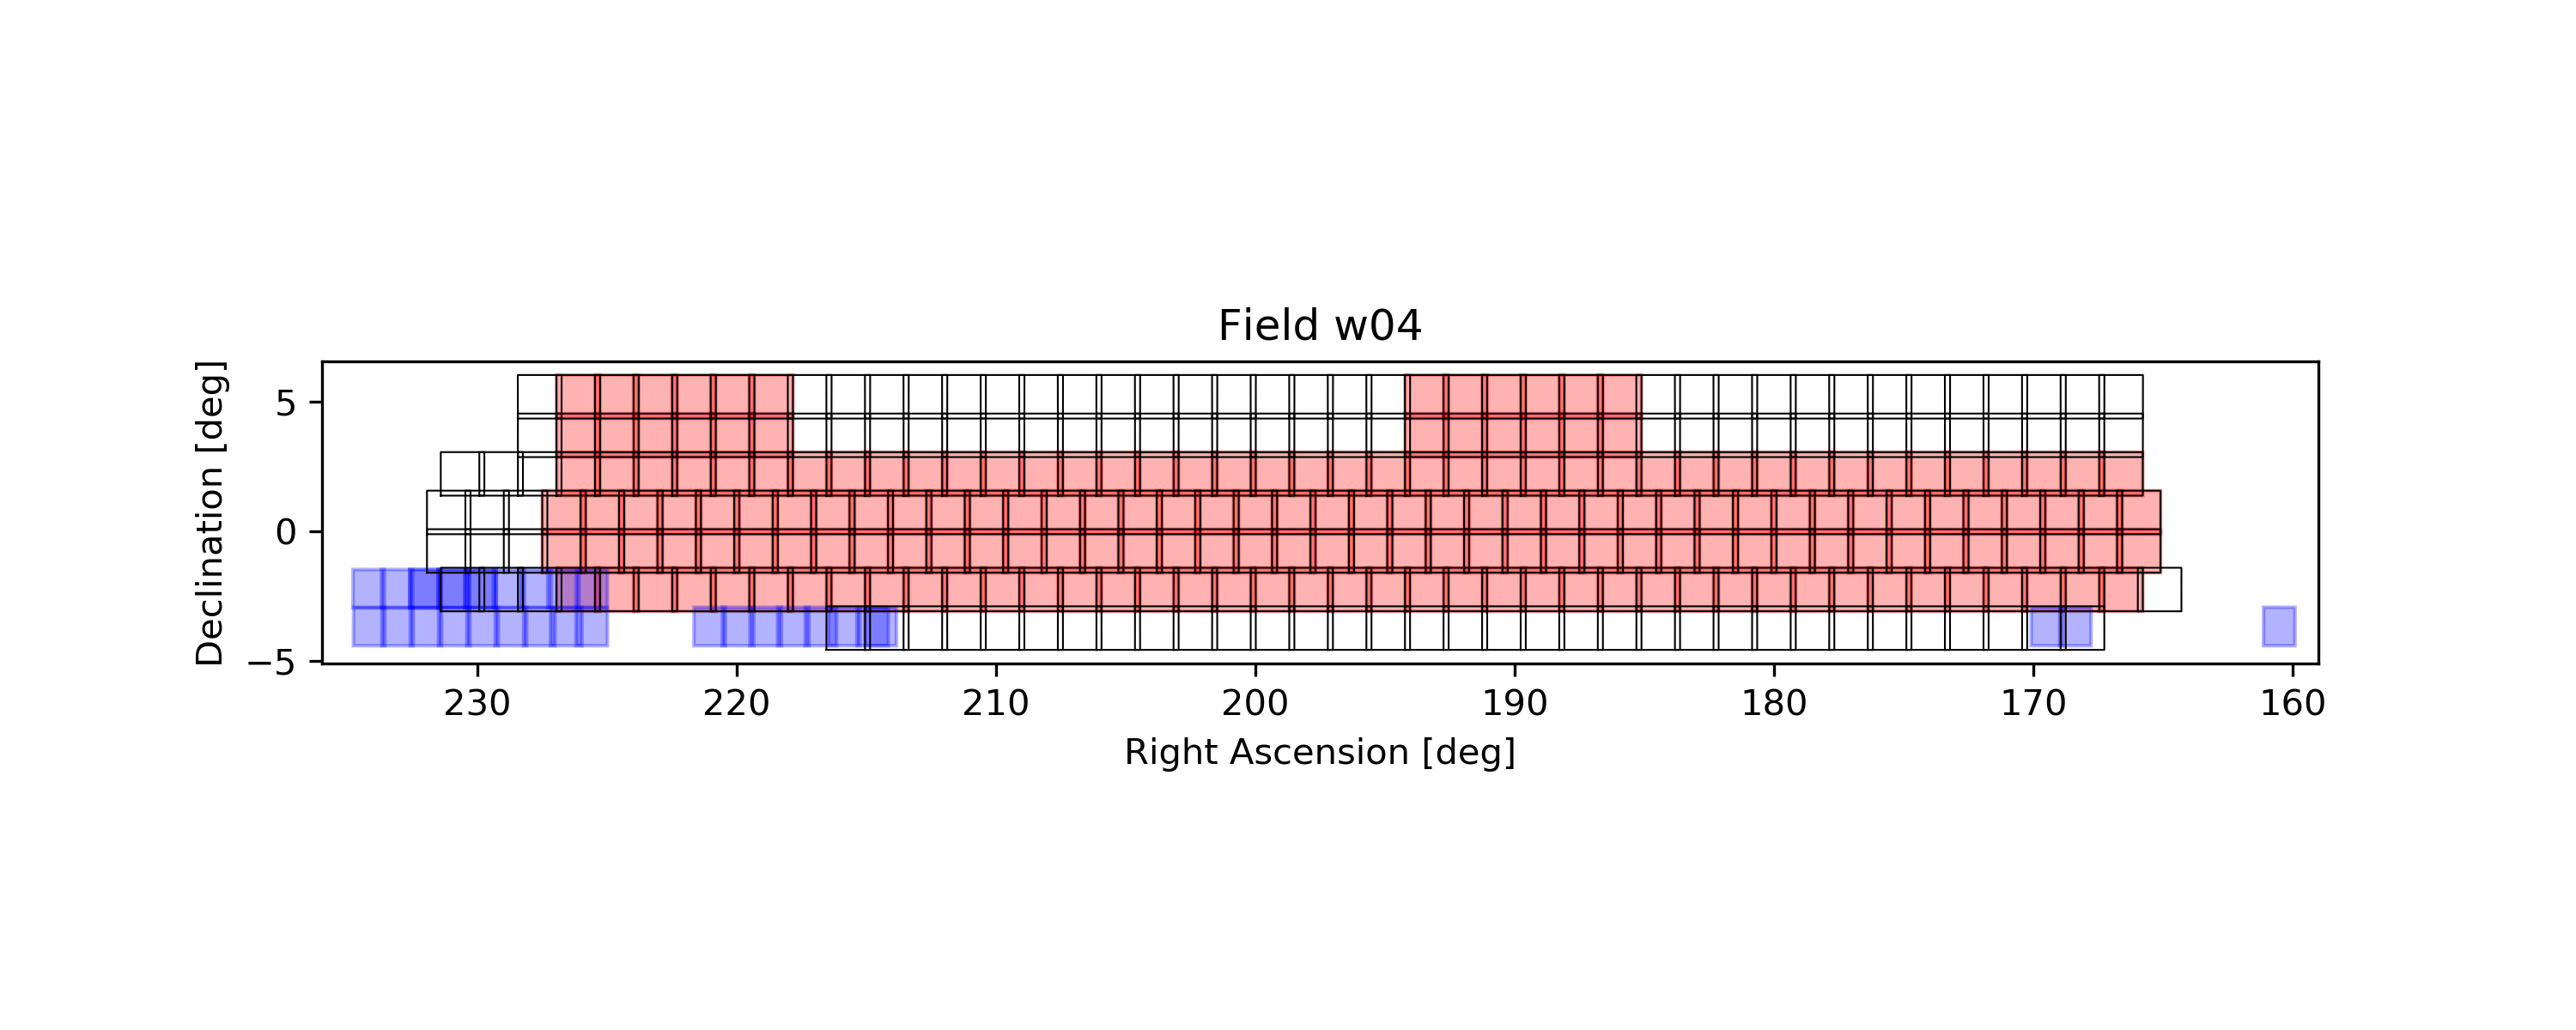 Field w04
Declination [deg]
5
0
−5
230 220 210 200 190 180 170 160
Right Ascension [deg]